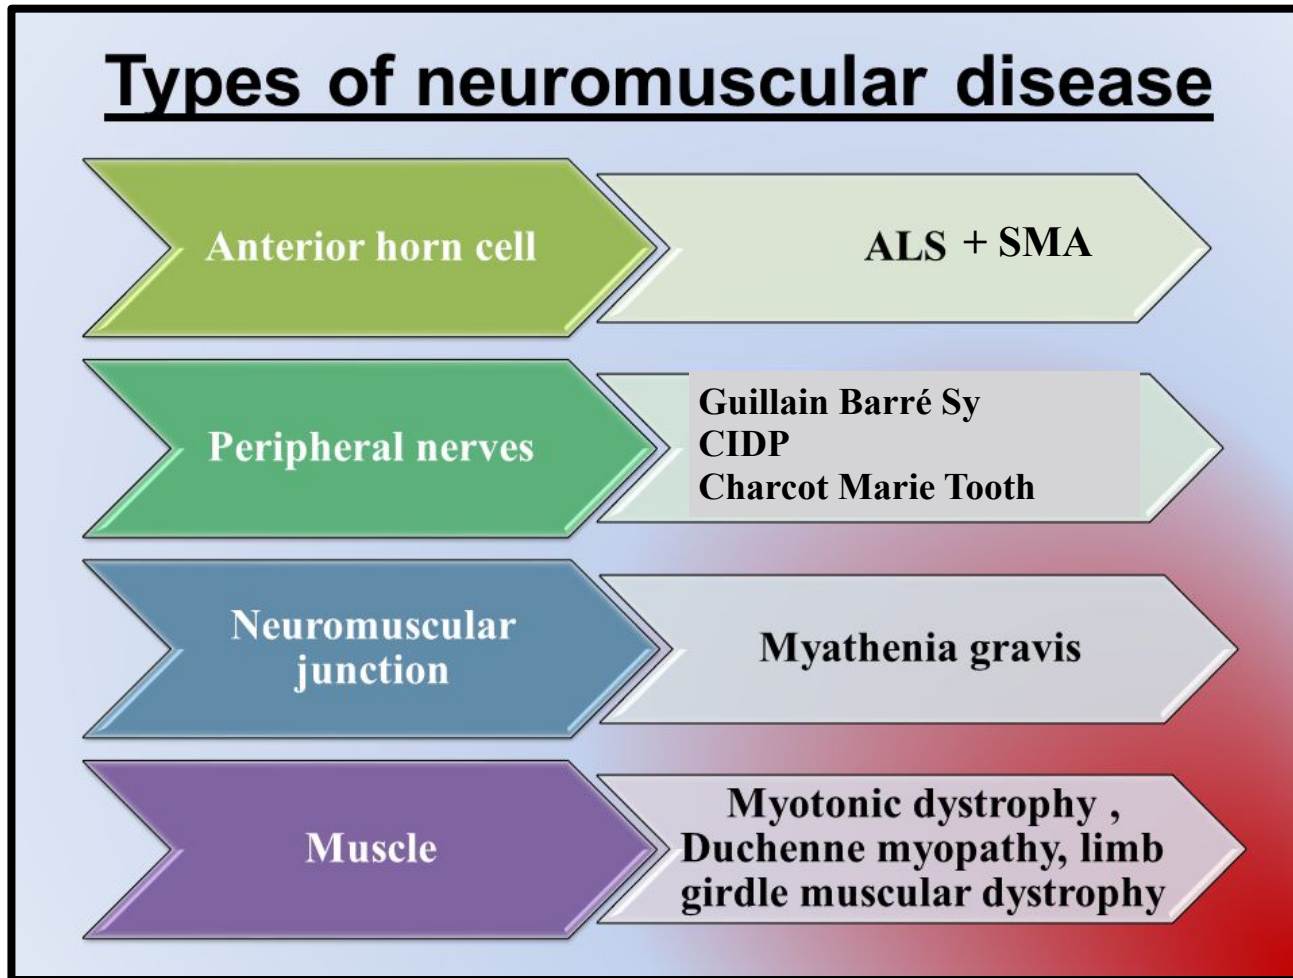 Types of neuromuscular disease
Anterior horn cell
ALS + SMA
Peripheral nerves
Guillain Barré Sy
CIDP
Charcot Marie Tooth
Neuromuscular
junction
Myathenia gravis
Muscle
Myotonic dystrophy ,
Duchenne myopathy, limb
girdle muscular dystrophy